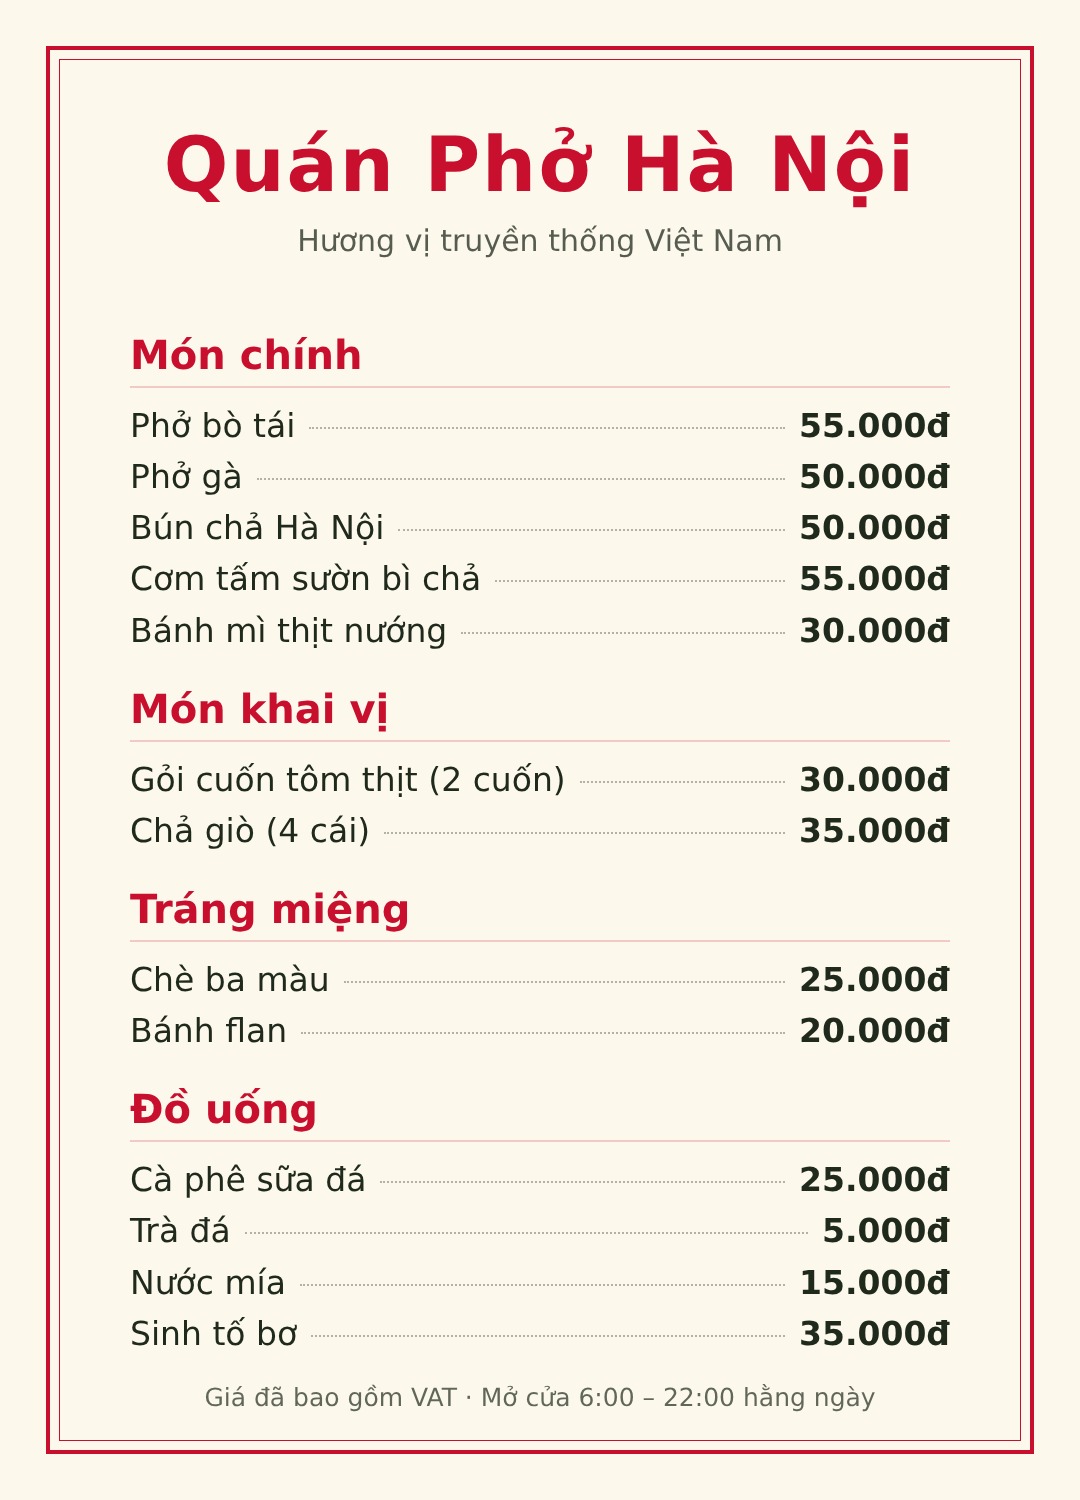 Quán Phở Hà Nội
Hương vị truyền thống Việt Nam
Món chính
Phở bò tái 55.000đ
Phở gà 50.000đ
Bún chả Hà Nội 50.000đ
Cơm tấm sườn bì chả 55.000đ
Bánh mì thịt nướng 30.000đ
Món khai vị
Gỏi cuốn tôm thịt (2 cuốn) 30.000đ
Chả giò (4 cái) 35.000đ
Tráng miệng
Chè ba màu 25.000đ
Bánh flan 20.000đ
Đồ uống
Cà phê sữa đá 25.000đ
Trà đá 5.000đ
Nước mía 15.000đ
Sinh tố bơ 35.000đ
Giá đã bao gồm VAT · Mở cửa 6:00 – 22:00 hằng ngày